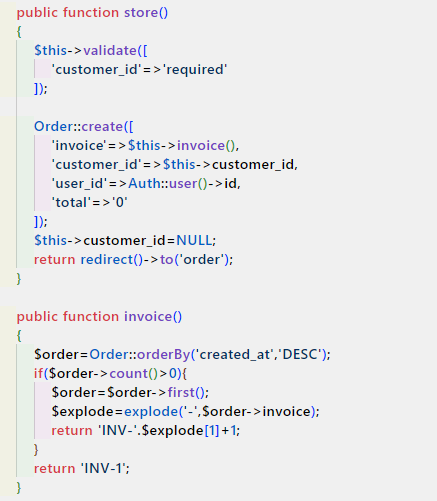 public function store()
{
$this->validate([
'customer_id'=>'required'
]);
Order::create([
'invoice'=>$this->invoice(),
'customer_id'=>$this->customer_id,
'user_id'=>Auth::user()->id,
'total'=>'0'
]);
$this->customer_id=NULL;
return redirect()->to('order');
}
public function invoice()
{
$order=Order::orderBy('created_at','DESC');
if($order->count()>0){
$order=$order->first();
$explode=explode('-',$order->invoice);
return 'INV-'.$explode[1]+1;
}
return 'INV-1';
}